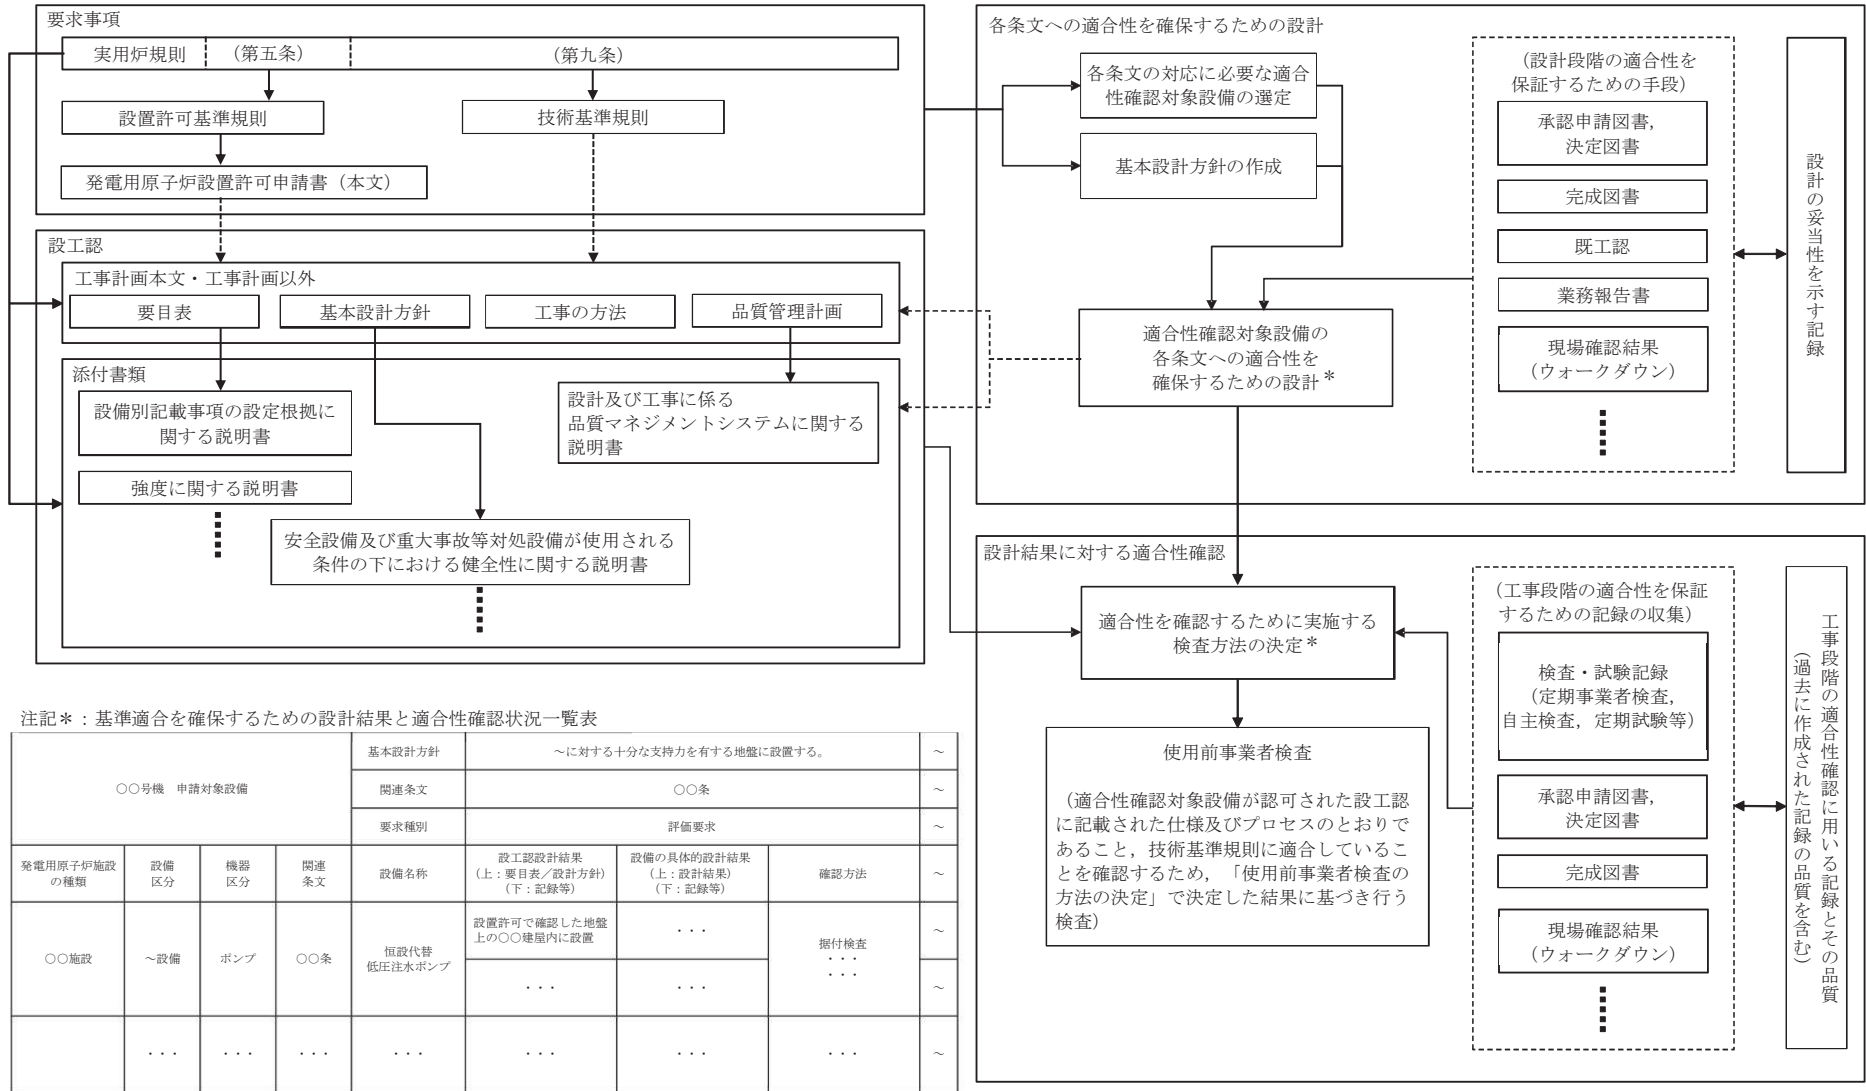 要求事項
実用炉規則
(第五条)
(第九条)
設置許可基準規則
技術基準規則
発電用原子炉設置許可申請書（本文）
設工認
工事計画本文・工事計画以外
要目表
基本設計方針
工事の方法
品質管理計画
添付書類
設備別記載事項の設定根拠に
関する説明書
設計及び工事に係る
品質マネジメントシステムに関する
説明書
強度に関する説明書
安全設備及び重大事故等対処設備が使用される
条件の下における健全性に関する説明書
各条文への適合性を確保するための設計
各条文の対応に必要な適合
性確認対象設備の選定
基本設計方針の作成
適合性確認対象設備の
各条文への適合性を
確保するための設計＊
（設計段階の適合性を
保証するための手段）
承認申請図書，
決定図書
完成図書
既工認
業務報告書
現場確認結果
（ウォークダウン）
設計の妥当性を示す記録
設計結果に対する適合性確認
適合性を確認するために実施する
検査方法の決定＊
使用前事業者検査
（適合性確認対象設備が認可された設工認
に記載された仕様及びプロセスのとおりで
あること，技術基準規則に適合しているこ
とを確認するため，「使用前事業者検査の
方法の決定」で決定した結果に基づき行う
検査）
（工事段階の適合性を保証
するための記録の収集）
検査・試験記録
（定期事業者検査，
自主検査，定期試験等）
承認申請図書，
決定図書
完成図書
現場確認結果
（ウォークダウン）
工事段階の適合性確認に用いる記録とその品質
（過去に作成された記録の品質を含む）
注記＊：基準適合を確保するための設計結果と適合性確認状況一覧表
○○号機　申請対象設備
基本設計方針
～に対する十分な支持力を有する地盤に設置する。
～
関連条文
○○条
～
要求種別
評価要求
～
発電用原子炉施設
の種類
設備
区分
機器
区分
関連
条文
設備名称
設工認設計結果
（上：要目表／設計方針）
（下：記録等）
設備の具体的設計結果
（上：設計結果）
（下：記録等）
確認方法
～
○○施設
～設備
ポンプ
○○条
恒設代替
低圧注水ポンプ
設置許可で確認した地盤
上の○○建屋内に設置
・・・
据付検査
・・・
・・・
～
・・・
・・・
～
・・・
・・・
・・・
・・・
・・・
・・・
・・・
～